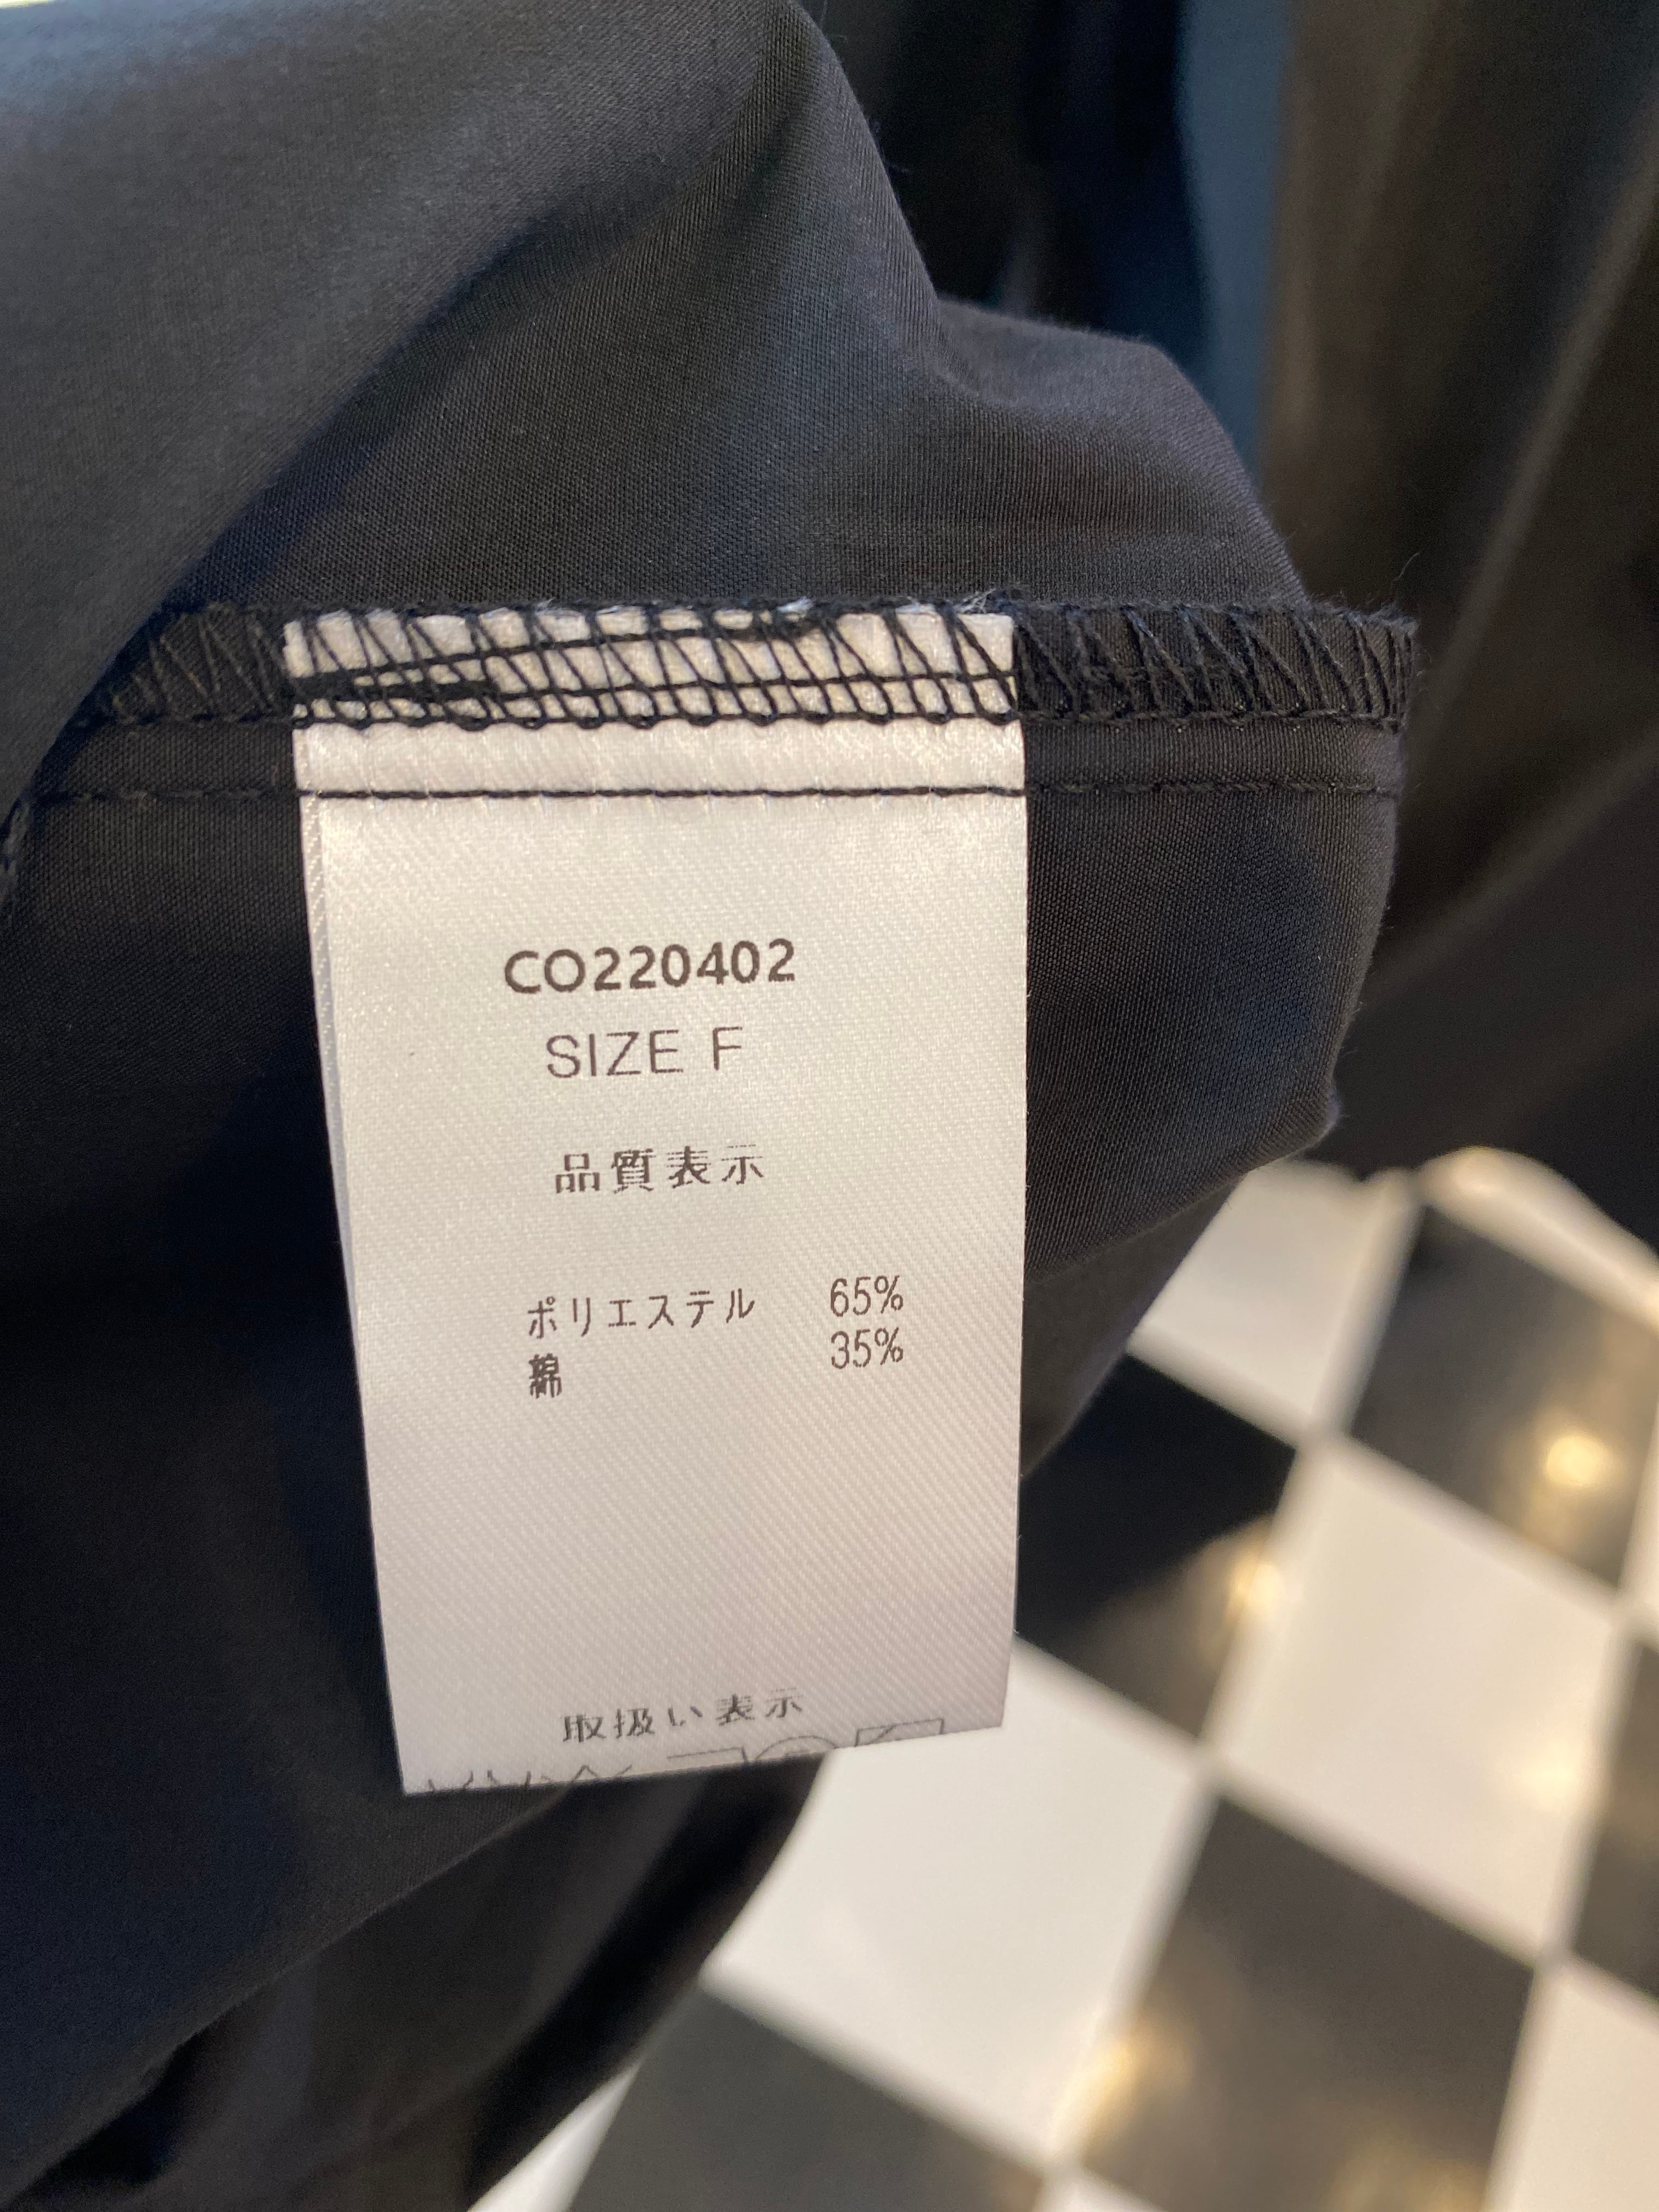 CO220402
SIZE F
品質表示
ポリエステル 65%
綿 35%
取扱い表示